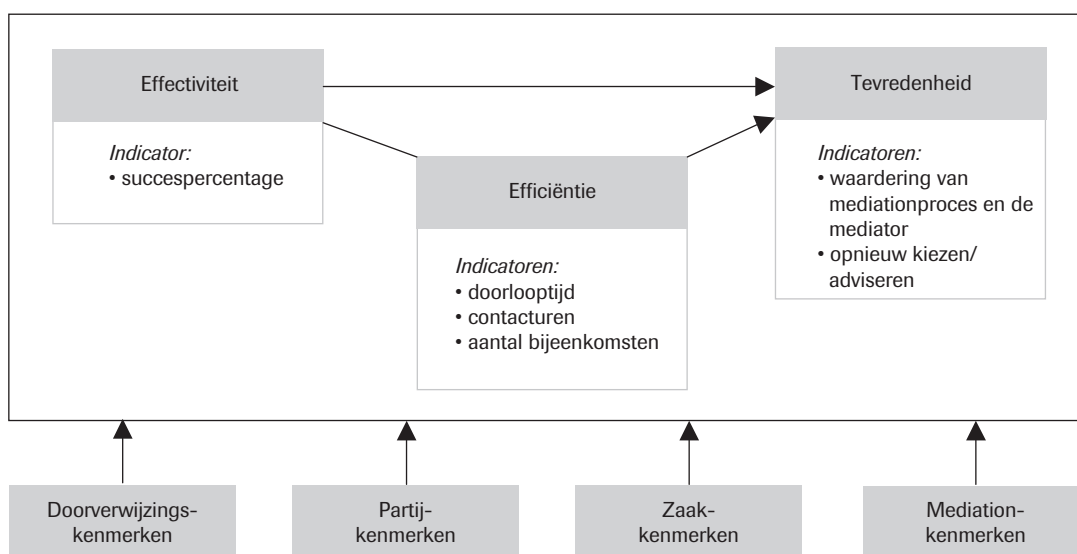 Effectiviteit
Indicator:
• succespercentage
Efficiëntie
Indicatoren:
• doorlooptijd
• contacturen
• aantal bijeenkomsten
Tevredenheid
Indicatoren:
• waardering van
mediationproces en de
mediator
• opnieuw kiezen/
adviseren
Doorverwijzings-
kenmerken
Partij-
kenmerken
Zaak-
kenmerken
Mediation-
kenmerken